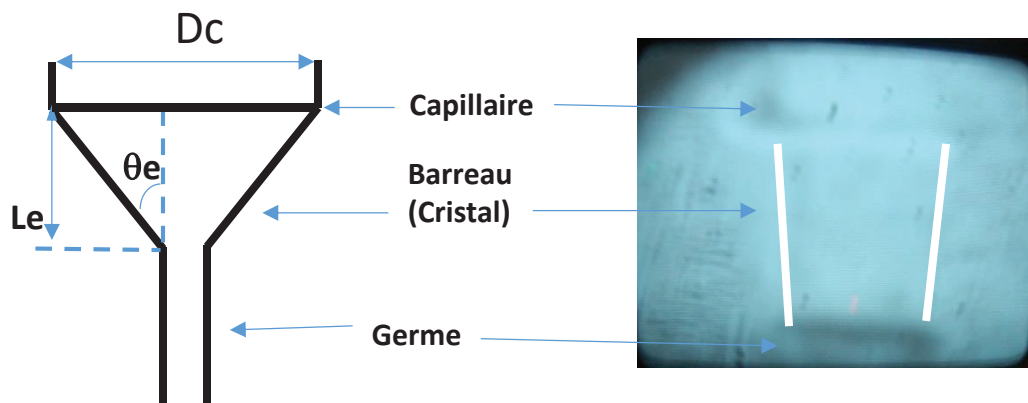 Dc
Capillaire
θe
Barreau
(Cristal)
Le
Germe